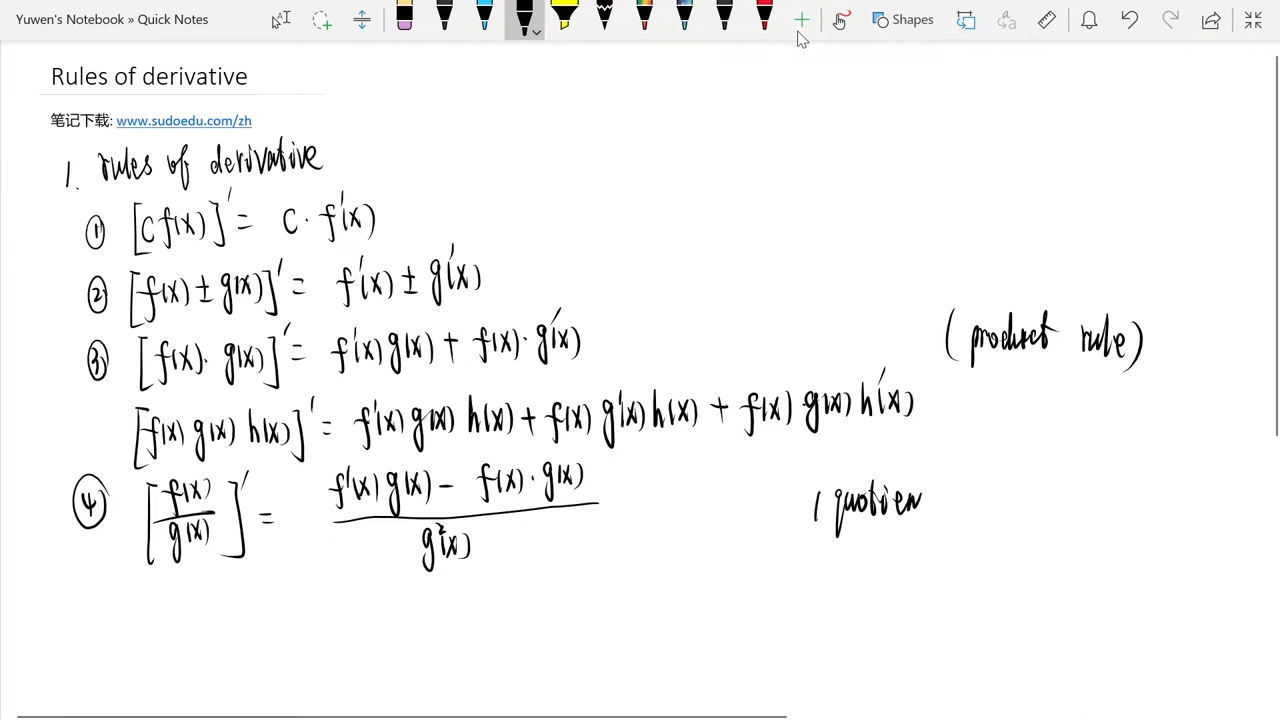 Yuwen's Notebook » Quick Notes
Shapes
Rules of derivative
笔记下载: www.sudoedu.com/zh
1. rules of derivative
① [c f(x)]' = c · f'(x)
② [f(x) ± g(x)]' = f'(x) ± g'(x)
③ [f(x) · g(x)]' = f'(x) g(x) + f(x) · g'(x) (product rule)
[f(x) g(x) h(x)]' = f'(x) g(x) h(x) + f(x) g'(x) h(x) + f(x) g(x) h'(x)
④ [f(x)/g(x)]' = (f'(x) g(x) - f(x) · g(x))/g²(x) ( quotien